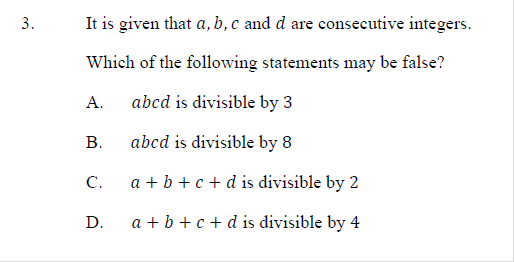 3. It is given that a, b, c and d are consecutive integers.
Which of the following statements may be false?
A. abcd is divisible by 3
B. abcd is divisible by 8
C. a + b + c + d is divisible by 2
D. a + b + c + d is divisible by 4